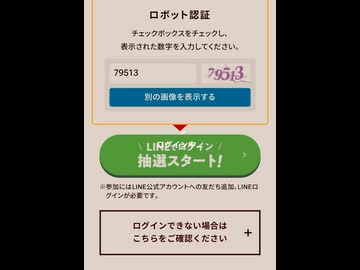 ロボット認証
チェックボックスをチェックし、
表示された数字を入力してください。
79513 79513
別の画像を表示する
LINEでログイン
抽選スタート!
※参加にはLINE公式アカウントへの友だち追加、LINEロ
グインが必要です。
ログインできない場合は
こちらをご確認ください +